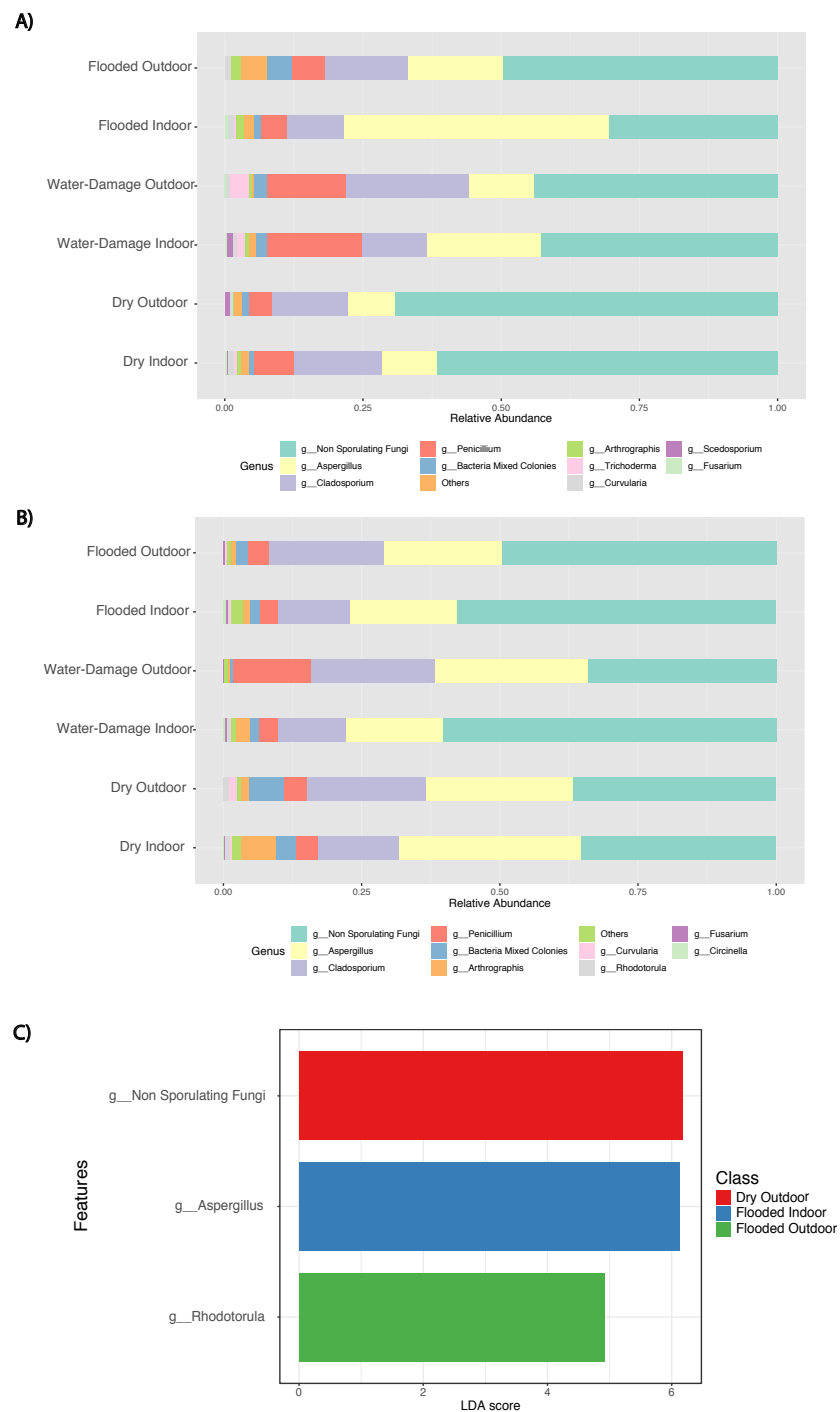 A)
Flooded Outdoor
Flooded Indoor
Water-Damage Outdoor
Water-Damage Indoor
Dry Outdoor
Dry Indoor
0.00 0.25 0.50 0.75 1.00
Relative Abundance
Genus
g__Non Sporulating Fungi g__Penicillium g__Arthrographis g__Scedosporium
g__Aspergillus g__Bacteria Mixed Colonies g__Trichoderma g__Fusarium
g__Cladosporium Others g__Curvularia
B)
Flooded Outdoor
Flooded Indoor
Water-Damage Outdoor
Water-Damage Indoor
Dry Outdoor
Dry Indoor
0.00 0.25 0.50 0.75 1.00
Relative Abundance
Genus
g__Non Sporulating Fungi g__Penicillium Others g__Fusarium
g__Aspergillus g__Bacteria Mixed Colonies g__Curvularia g__Circinella
g__Cladosporium g__Arthrographis g__Rhodotorula
C)
Features
g__Non Sporulating Fungi
g__Aspergillus
g__Rhodotorula
0 2 4 6
LDA score
Class
Dry Outdoor
Flooded Indoor
Flooded Outdoor